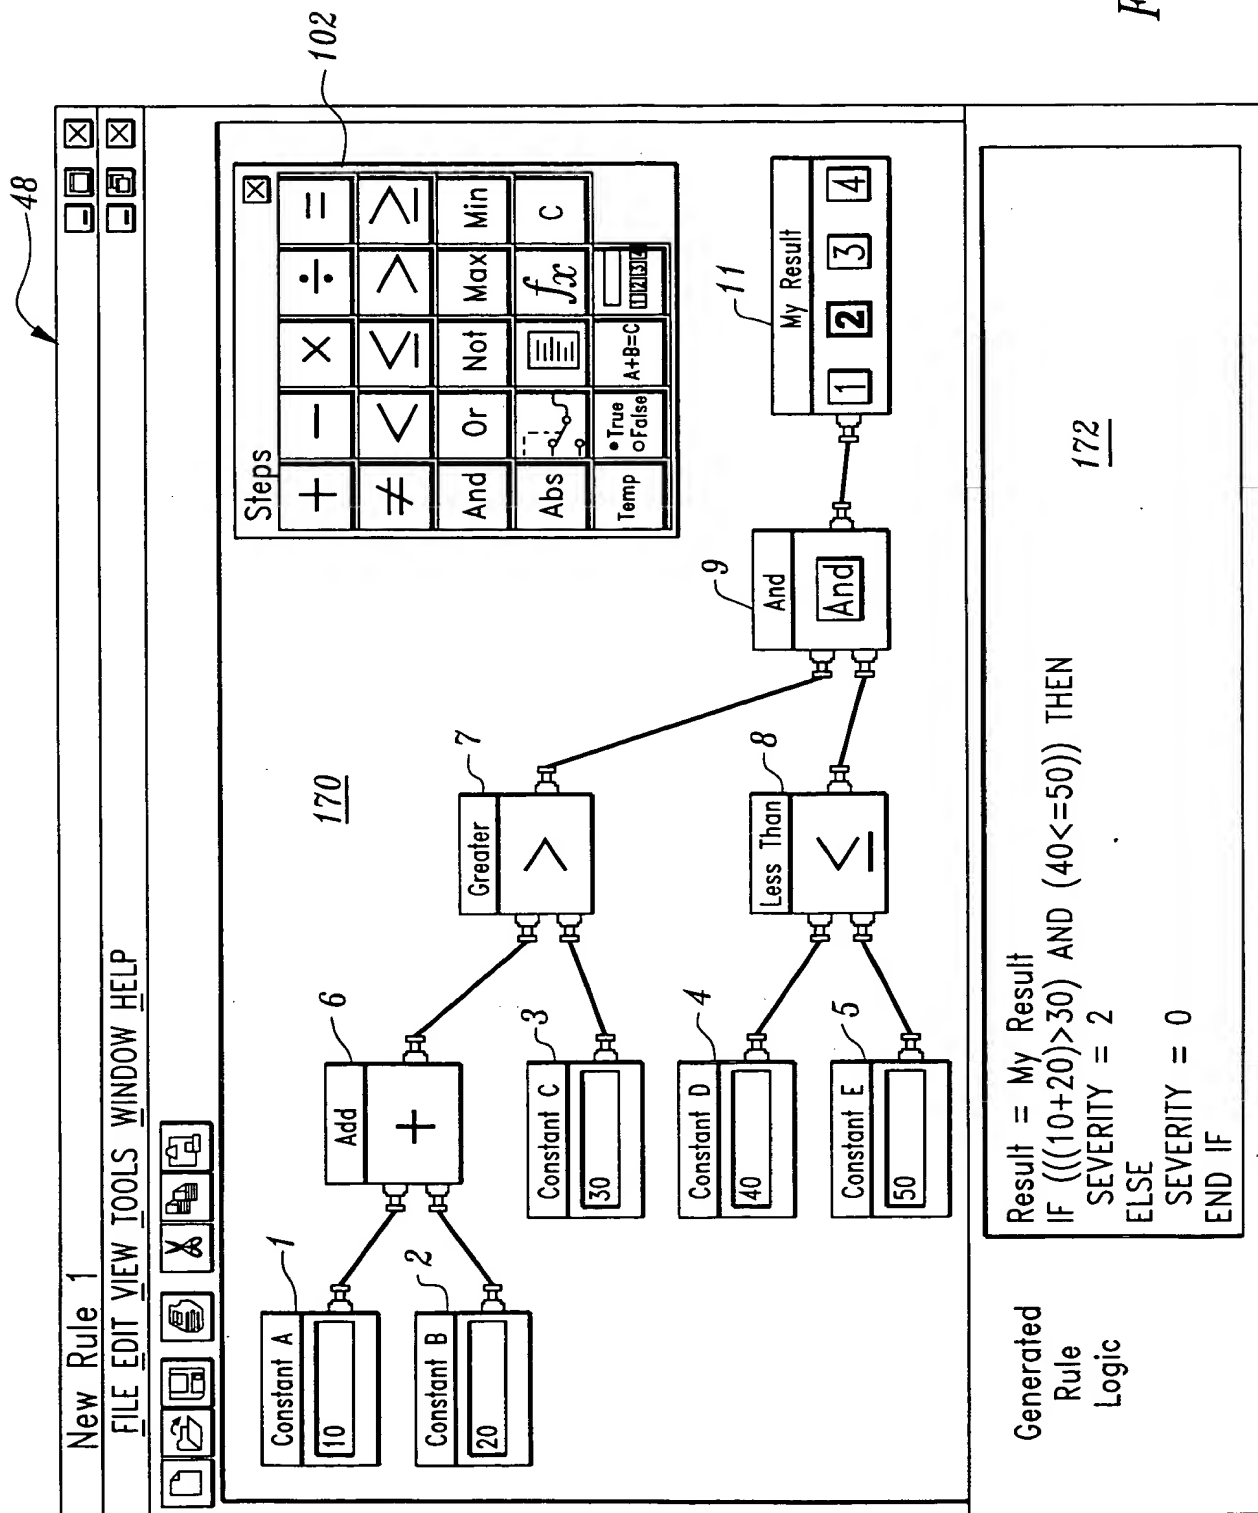 48
New Rule 1
FILE EDIT VIEW TOOLS WINDOW HELP
102
Steps
+ − × ÷ =
≠ < ≤ > ≥
And Or Not Max Min
Abs fx C
Temp True False A+B=C 1 2 3 4
170
1
Constant A
10
2
Constant B
20
6
Add
+
3
Constant C
30
7
Greater
>
4
Constant D
40
5
Constant E
50
8
Less Than
≤
9
And
And
11
My Result
1 2 3 4
Generated
Rule
Logic
Result = My Result
IF (((10+20)>30) AND (40<=50)) THEN
SEVERITY = 2
ELSE
SEVERITY = 0
END IF
172
F